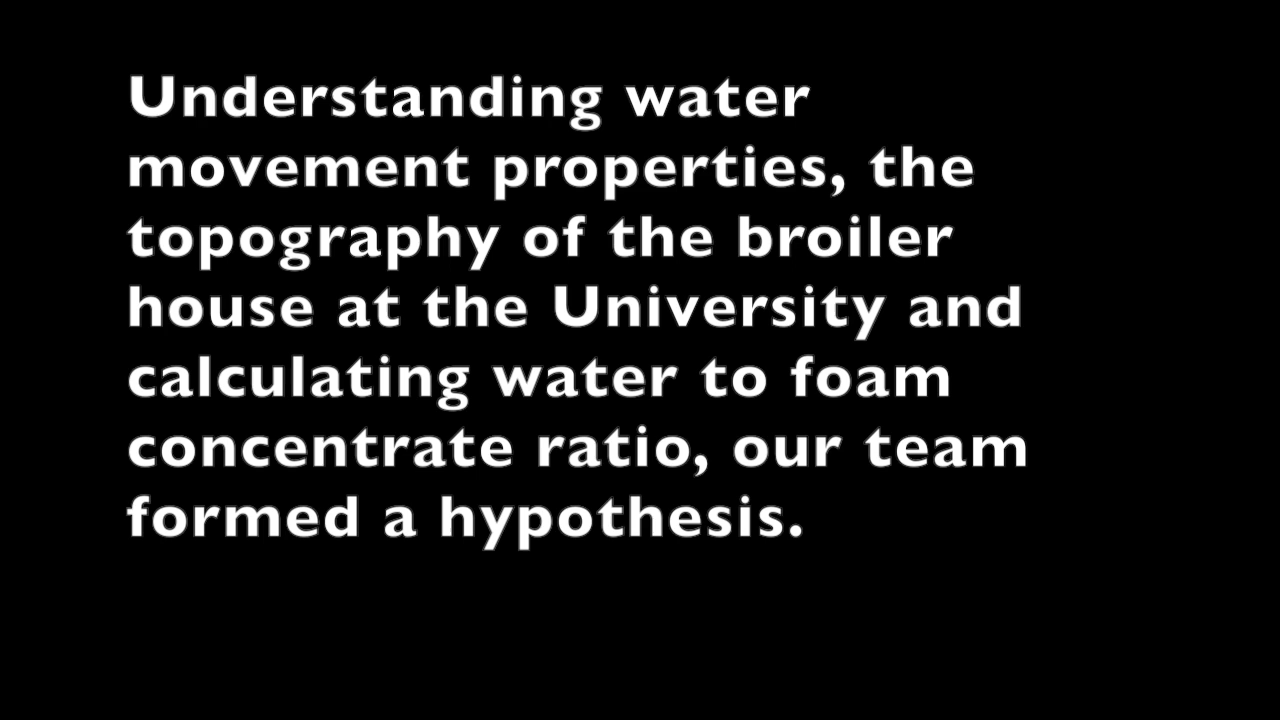 Understanding water
movement properties, the
topography of the broiler
house at the University and
calculating water to foam
concentrate ratio, our team
formed a hypothesis.